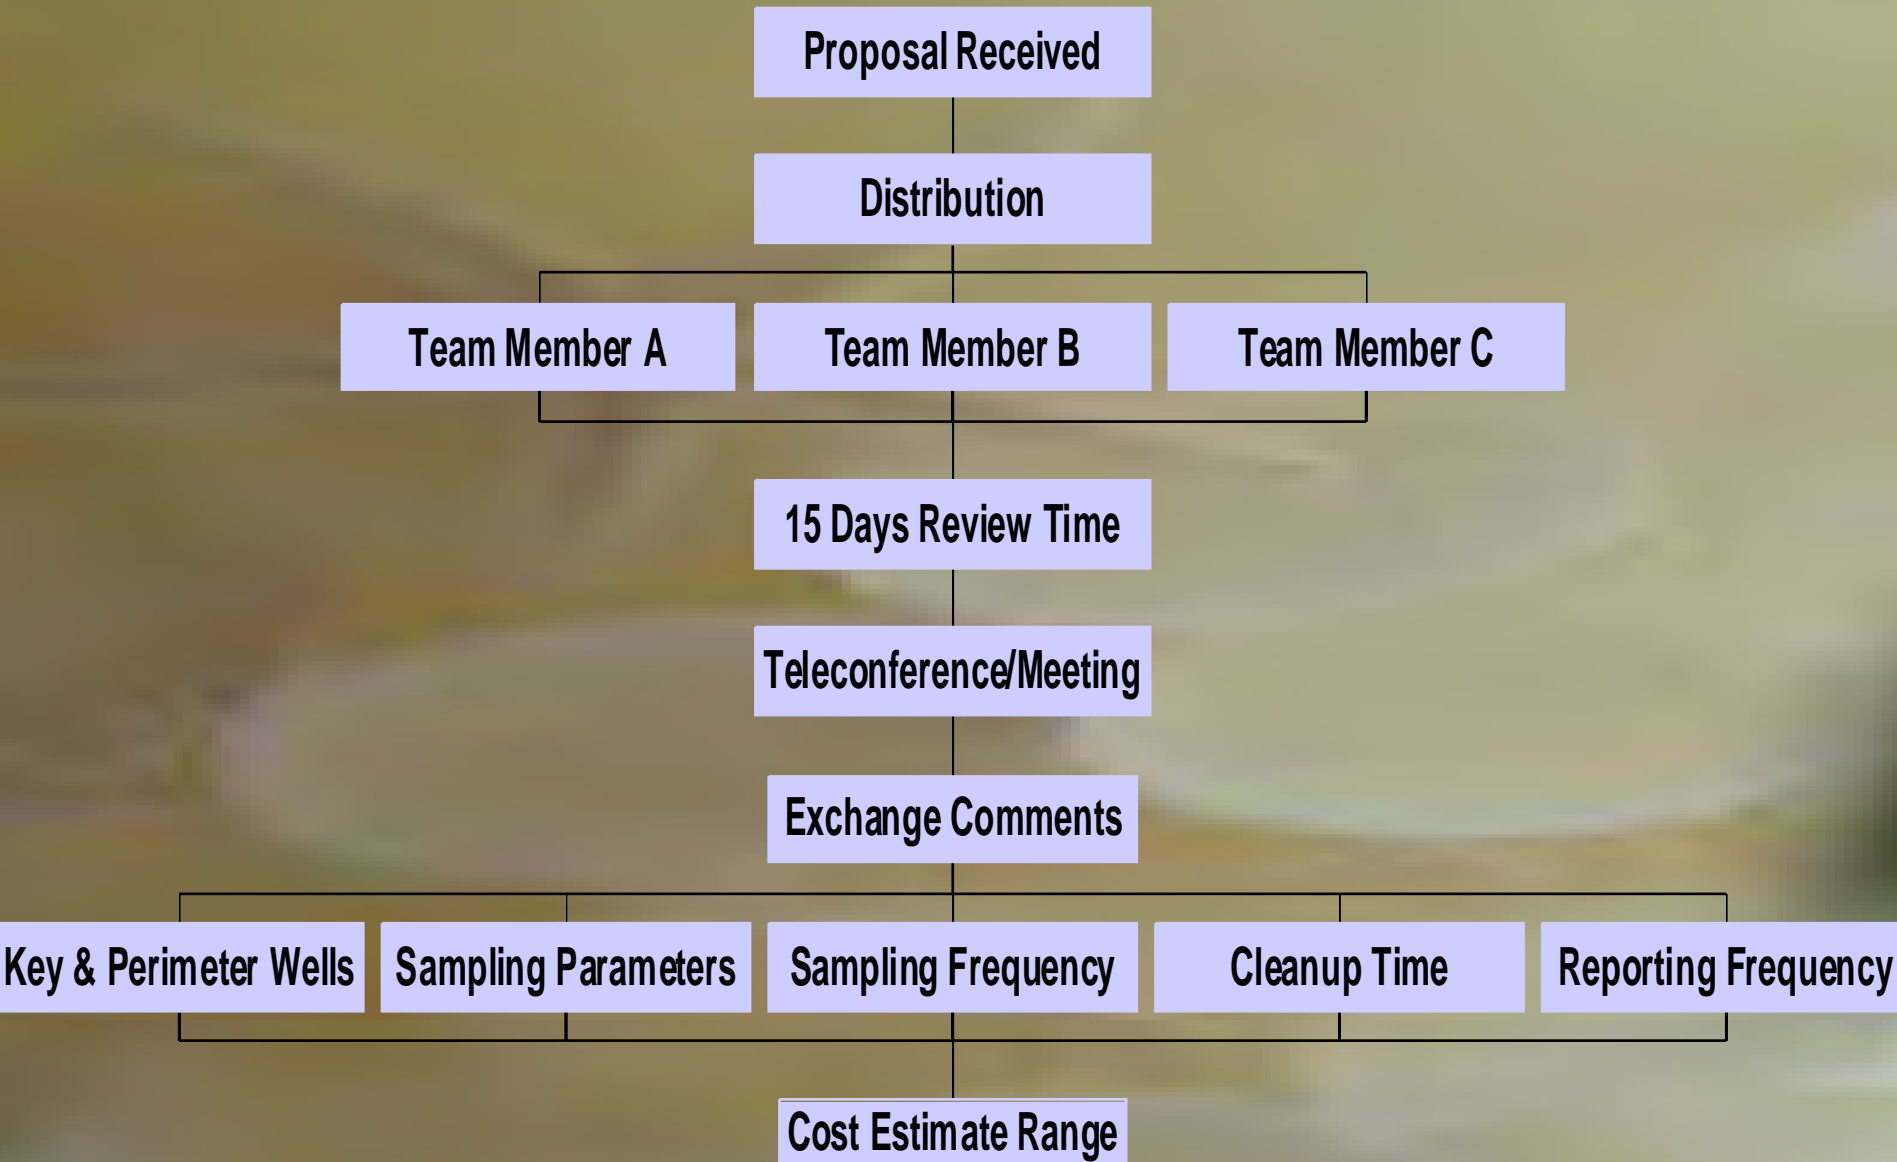 Proposal Received
Distribution
Team Member A
Team Member B
Team Member C
15 Days Review Time
Teleconference/Meeting
Exchange Comments
Key & Perimeter Wells
Sampling Parameters
Sampling Frequency
Cleanup Time
Reporting Frequency
Cost Estimate Range